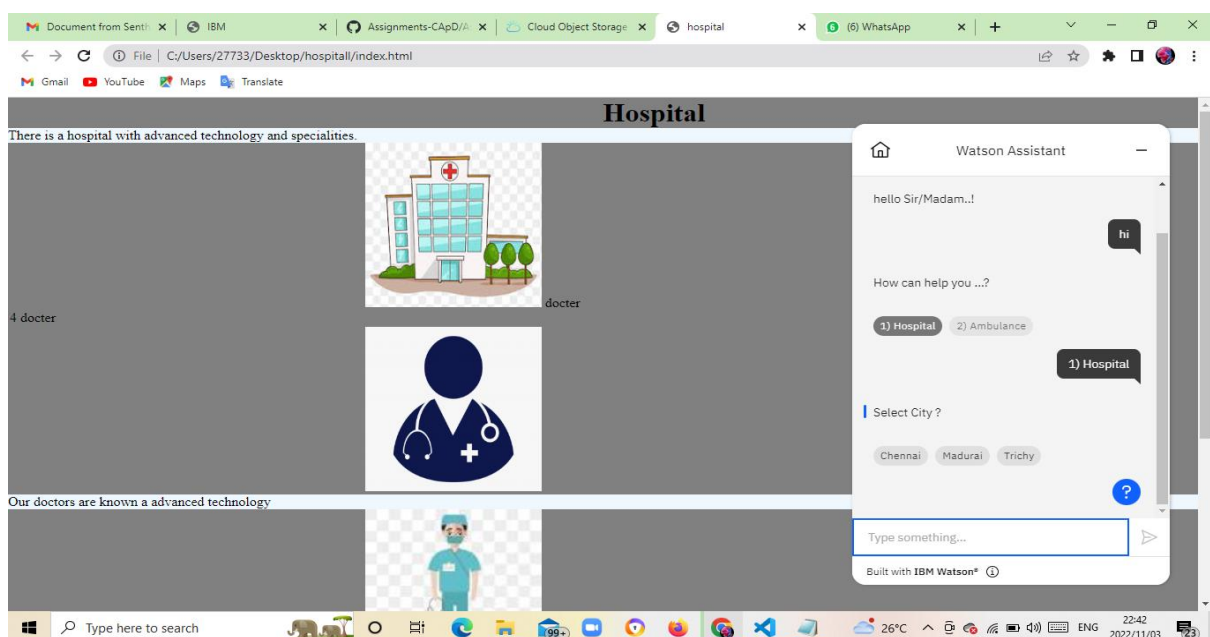 Document from Senth
IBM
Assignments-CApD/A
Cloud Object Storage
hospital
(6) WhatsApp
File | C:/Users/27733/Desktop/hospitall/index.html
Gmail YouTube Maps Translate
Hospital
There is a hospital with advanced technology and specialities.
docter
4 docter
Our doctors are known a advanced technology
Watson Assistant
hello Sir/Madam..!
hi
How can help you ...?
1) Hospital 2) Ambulance
1) Hospital
Select City ?
Chennai Madurai Trichy
?
Type something...
Built with IBM Watson®
Type here to search
99+
26°C
ENG
22:42
2022/11/03
23